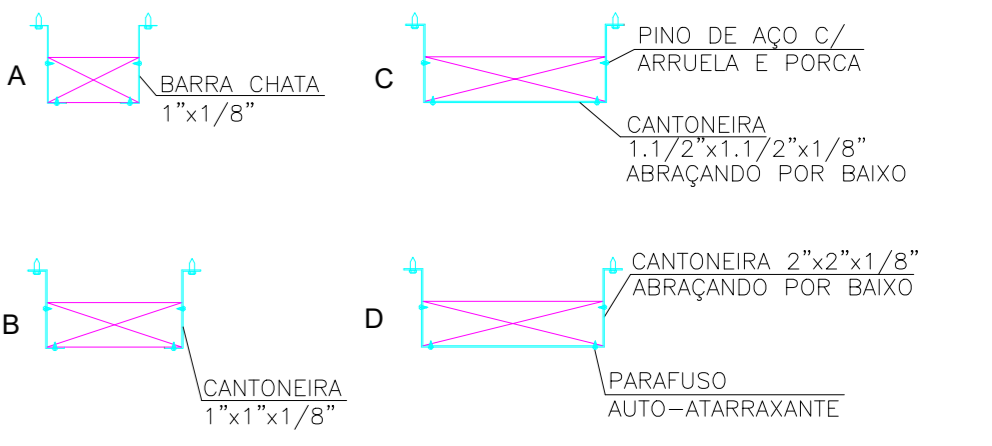 A
BARRA CHATA
1"x1/8"
C
PINO DE AÇO C/
ARRUELA E PORCA
CANTONEIRA
1.1/2"x1.1/2"x1/8"
ABRAÇANDO POR BAIXO
B
CANTONEIRA
1"x1"x1/8"
D
CANTONEIRA 2"x2"x1/8"
ABRAÇANDO POR BAIXO
PARAFUSO
AUTO-ATARRAXANTE